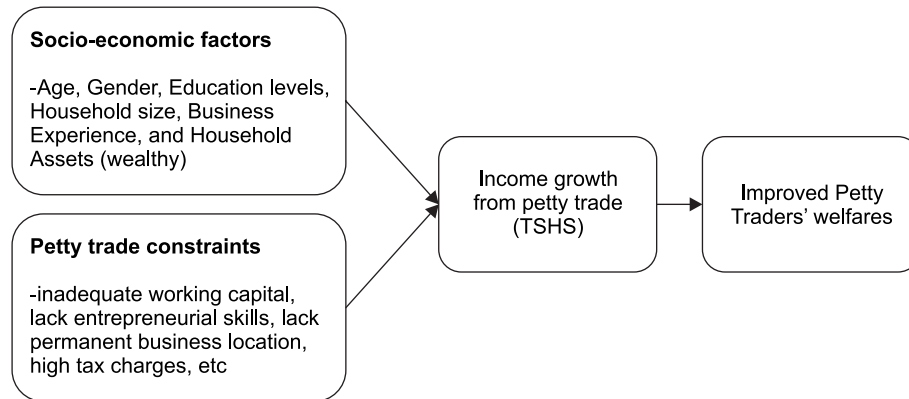 Socio-economic factors
-Age, Gender, Education levels,
Household size, Business
Experience, and Household
Assets (wealthy)
Petty trade constraints
-inadequate working capital,
lack entrepreneurial skills, lack
permanent business location,
high tax charges, etc
Income growth
from petty trade
(TSHS)
Improved Petty
Traders’ welfares